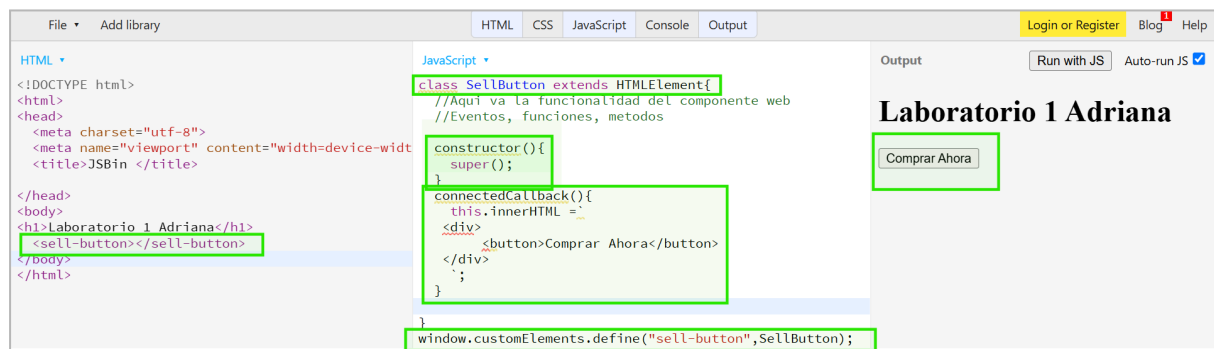 File ▾ Add library HTML CSS JavaScript Console Output Login or Register Blog 1 Help
HTML ▾
<!DOCTYPE html>
<html>
<head>
<meta charset="utf-8">
<meta name="viewport" content="width=device-widt
<title>JSBin </title>
</head>
<body>
<h1>Laboratorio 1 Adriana</h1>
<sell-button></sell-button>
</body>
</html>
JavaScript ▾
class SellButton extends HTMLElement{
//Aqui va la funcionalidad del componente web
//Eventos, funciones, metodos
constructor(){
super();
}
connectedCallback(){
this.innerHTML =`
<div>
<button>Comprar Ahora</button>
</div>
`;
}
}
window.customElements.define("sell-button",SellButton);
Output Run with JS Auto-run JS
Laboratorio 1 Adriana
Comprar Ahora